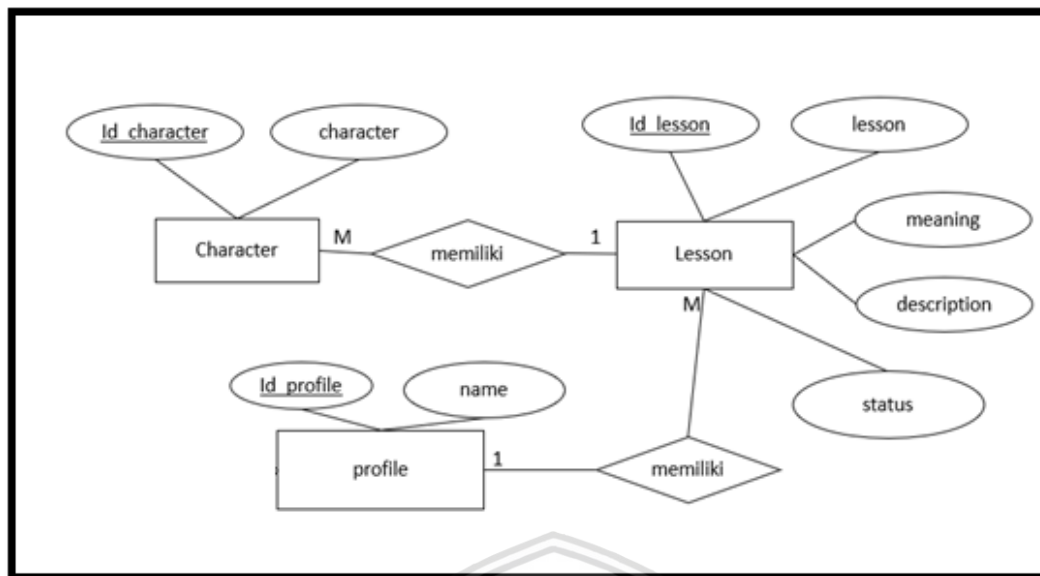 Id_character
character
Id_lesson
lesson
Character
M
memiliki
1
Lesson
meaning
description
M
Id_profile
name
status
profile
1
memiliki